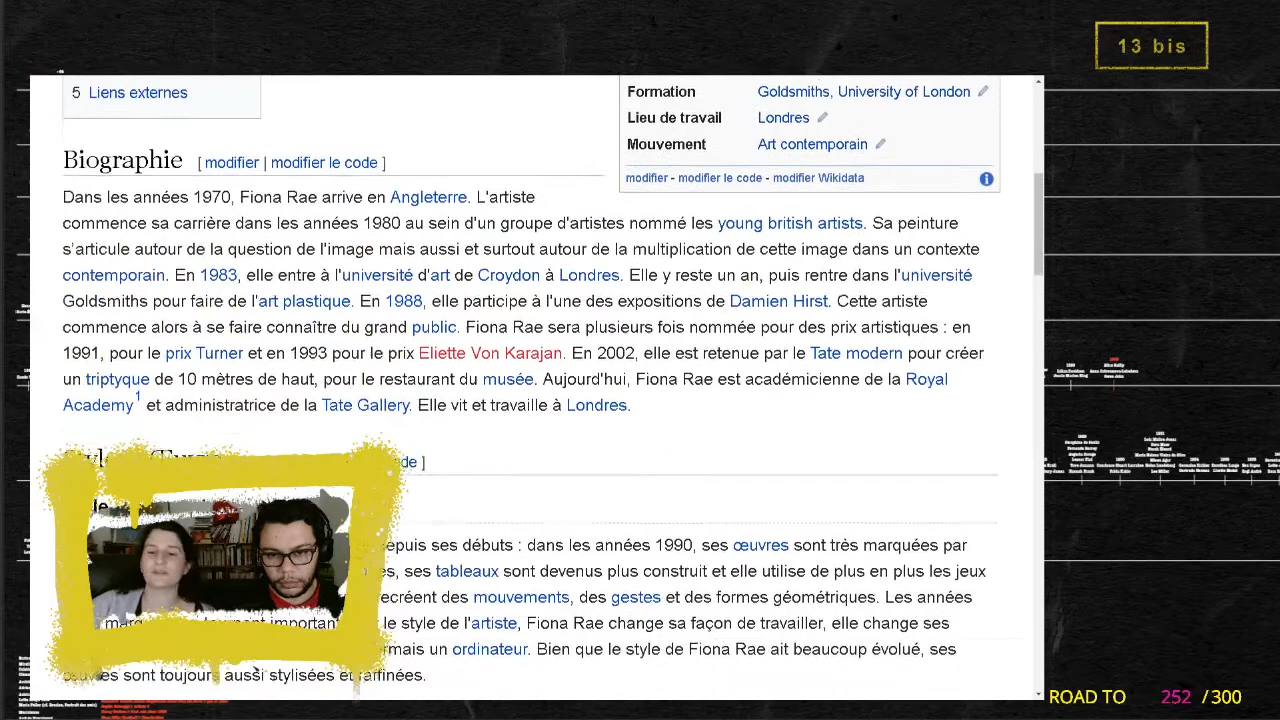 13 bis
5 Liens externes
Formation Goldsmiths, University of London
Lieu de travail Londres
Mouvement Art contemporain
modifier - modifier le code - modifier Wikidata
Biographie [ modifier | modifier le code ]
Dans les années 1970, Fiona Rae arrive en Angleterre. L'artiste
commence sa carrière dans les années 1980 au sein d'un groupe d'artistes nommé les young british artists. Sa peinture
s'articule autour de la question de l'image mais aussi et surtout autour de la multiplication de cette image dans un contexte
contemporain. En 1983, elle entre à l'université d'art de Croydon à Londres. Elle y reste un an, puis rentre dans l'université
Goldsmiths pour faire de l'art plastique. En 1988, elle participe à l'une des expositions de Damien Hirst. Cette artiste
commence alors à se faire connaître du grand public. Fiona Rae sera plusieurs fois nommée pour des prix artistiques : en
1991, pour le prix Turner et en 1993 pour le prix Eliette Von Karajan. En 2002, elle est retenue par le Tate modern pour créer
un triptyque de 10 mètres de haut, pour le restaurant du musée. Aujourd'hui, Fiona Rae est académicienne de la Royal
Academy1 et administratrice de la Tate Gallery. Elle vit et travaille à Londres.
]
epuis ses débuts : dans les années 1990, ses œuvres sont très marquées par
es, ses tableaux sont devenus plus construit et elle utilise de plus en plus les jeux
ecréent des mouvements, des gestes et des formes géométriques. Les années
le style de l'artiste, Fiona Rae change sa façon de travailler, elle change ses
rmais un ordinateur. Bien que le style de Fiona Rae ait beaucoup évolué, ses
sont toujours aussi stylisées et raffinées.
ROAD TO 252 / 300